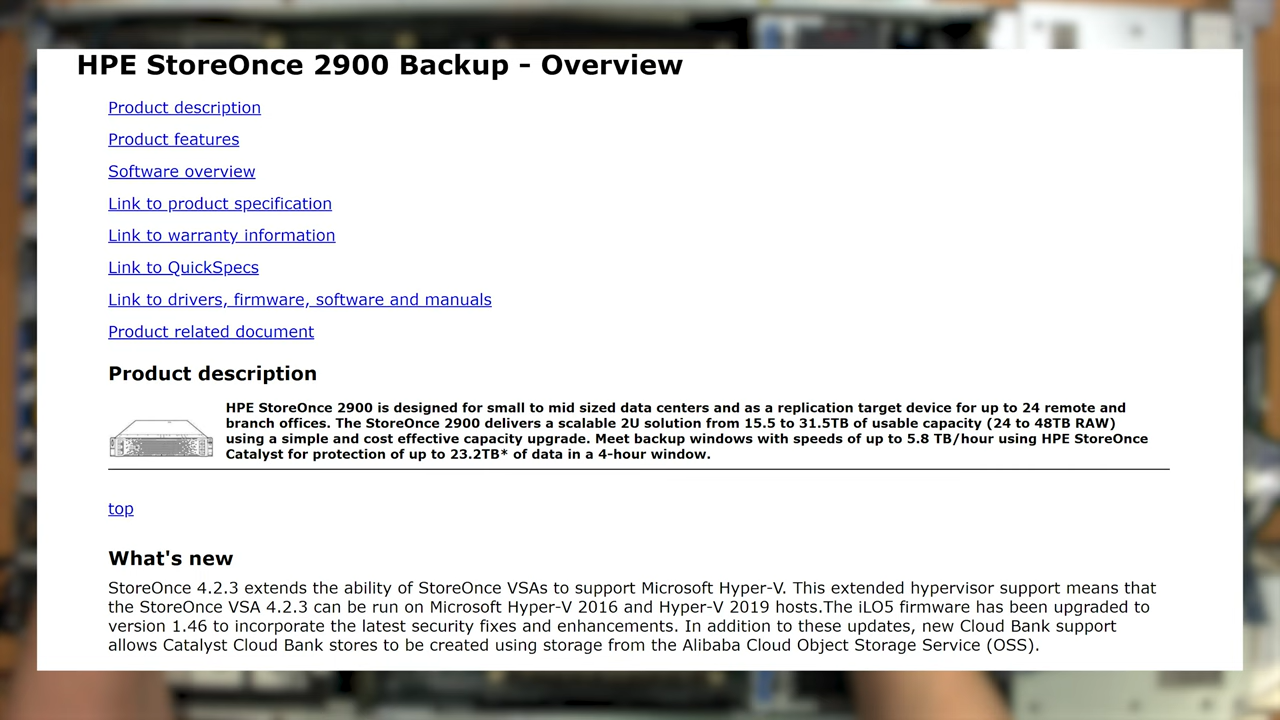 HPE StoreOnce 2900 Backup - Overview
Product description
Product features
Software overview
Link to product specification
Link to warranty information
Link to QuickSpecs
Link to drivers, firmware, software and manuals
Product related document
Product description
HPE StoreOnce 2900 is designed for small to mid sized data centers and as a replication target device for up to 24 remote and
branch offices. The StoreOnce 2900 delivers a scalable 2U solution from 15.5 to 31.5TB of usable capacity (24 to 48TB RAW)
using a simple and cost effective capacity upgrade. Meet backup windows with speeds of up to 5.8 TB/hour using HPE StoreOnce
Catalyst for protection of up to 23.2TB* of data in a 4-hour window.
top
What's new
StoreOnce 4.2.3 extends the ability of StoreOnce VSAs to support Microsoft Hyper-V. This extended hypervisor support means that
the StoreOnce VSA 4.2.3 can be run on Microsoft Hyper-V 2016 and Hyper-V 2019 hosts.The iLO5 firmware has been upgraded to
version 1.46 to incorporate the latest security fixes and enhancements. In addition to these updates, new Cloud Bank support
allows Catalyst Cloud Bank stores to be created using storage from the Alibaba Cloud Object Storage Service (OSS).